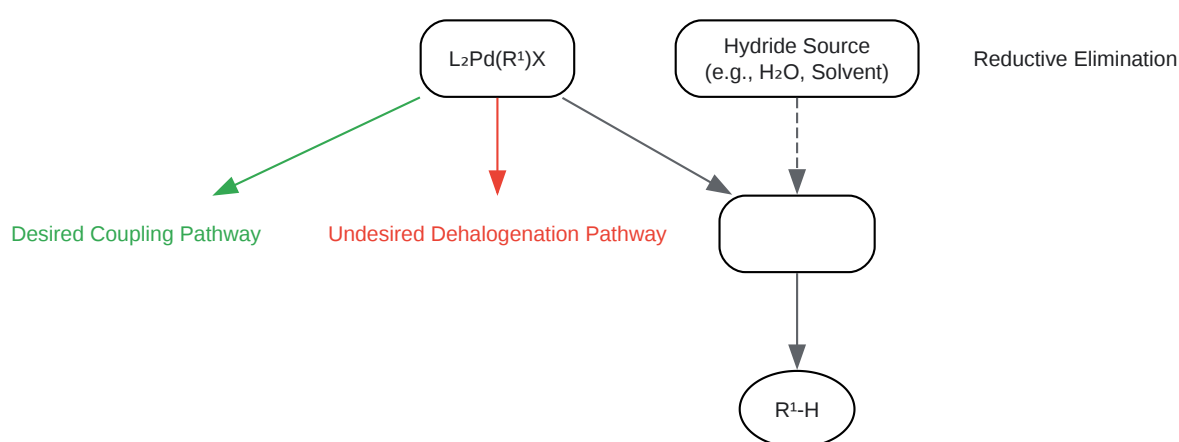 L₂Pd(R¹)X
Hydride Source
(e.g., H₂O, Solvent)
Reductive Elimination
Desired Coupling Pathway
Undesired Dehalogenation Pathway
R¹-H